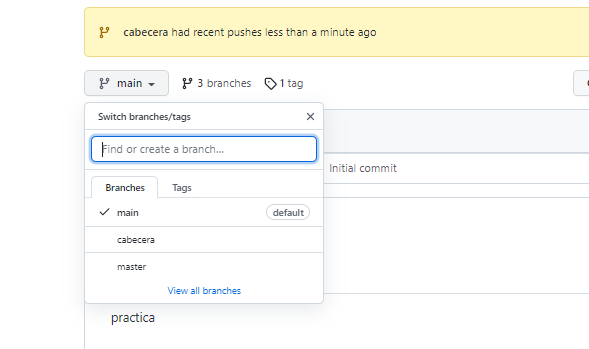 cabecera had recent pushes less than a minute ago
main 3 branches 1 tag
Switch branches/tags
Find or create a branch...
Initial commit
Branches Tags
main default
cabecera
master
View all branches
practica